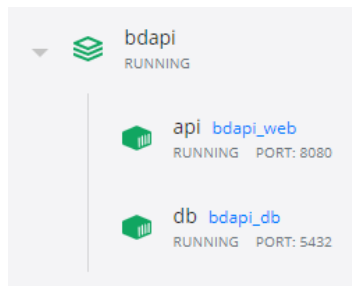 bdapi
RUNNING
api bdapi_web
RUNNING PORT: 8080
db bdapi_db
RUNNING PORT: 5432